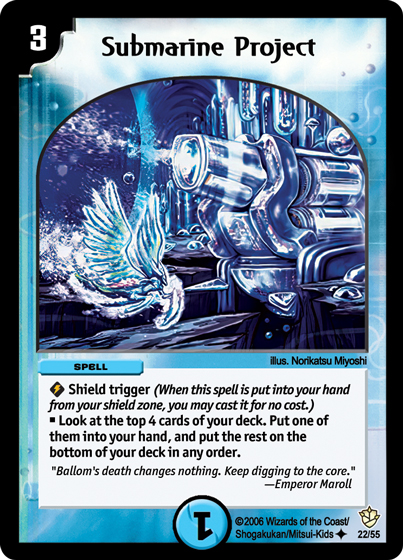 3
Submarine Project
illus. Norikatsu Miyoshi
SPELL
Shield trigger (When this spell is put into your hand
from your shield zone, you may cast it for no cost.)
▪ Look at the top 4 cards of your deck. Put one of
them into your hand, and put the rest on the
bottom of your deck in any order.
"Ballom's death changes nothing. Keep digging to the core."
—Emperor Maroll
1
©2006 Wizards of the Coast/
Shogakukan/Mitsui-Kids ✦ 22/55